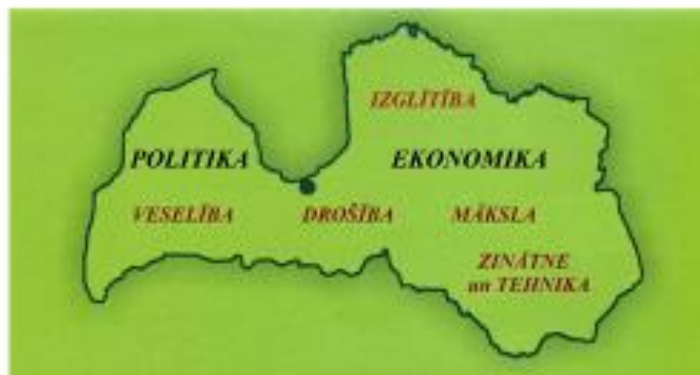 IZGLĪTĪBA
POLITIKA
EKONOMIKA
VESELĪBA
DROŠĪBA
MĀKSLA
ZINĀTNE
un TEHNIKA